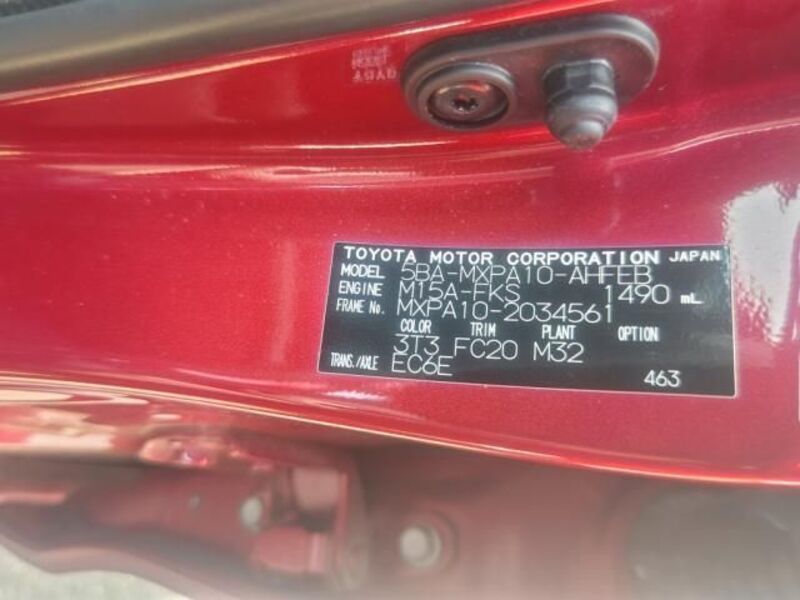 TOYOTA MOTOR CORPORATION JAPAN
MODEL 5BA-MXPA10-AHFEB
ENGINE M15A-FKS 1490 mL
FRAME No. MXPA10-2034561
COLOR TRIM PLANT OPTION
3T3 FC20 M32
TRANS./AXLE EC6E
463